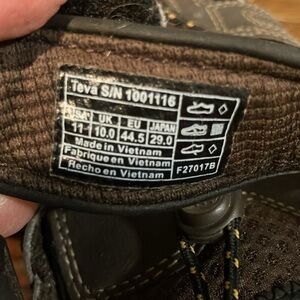 Teva S/N 1001116
USA UK EU JAPAN
11 10.0 44.5 29.0
Made in Vietnam
Fabrique en Vietnam
Hecho en Vietnam
F27017B